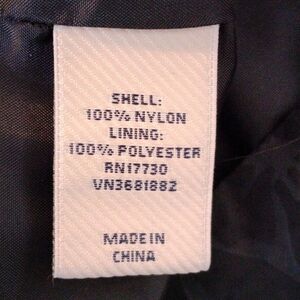 SHELL:
100% NYLON
LINING:
100% POLYESTER
RN17730
VN3681882
MADE IN
CHINA